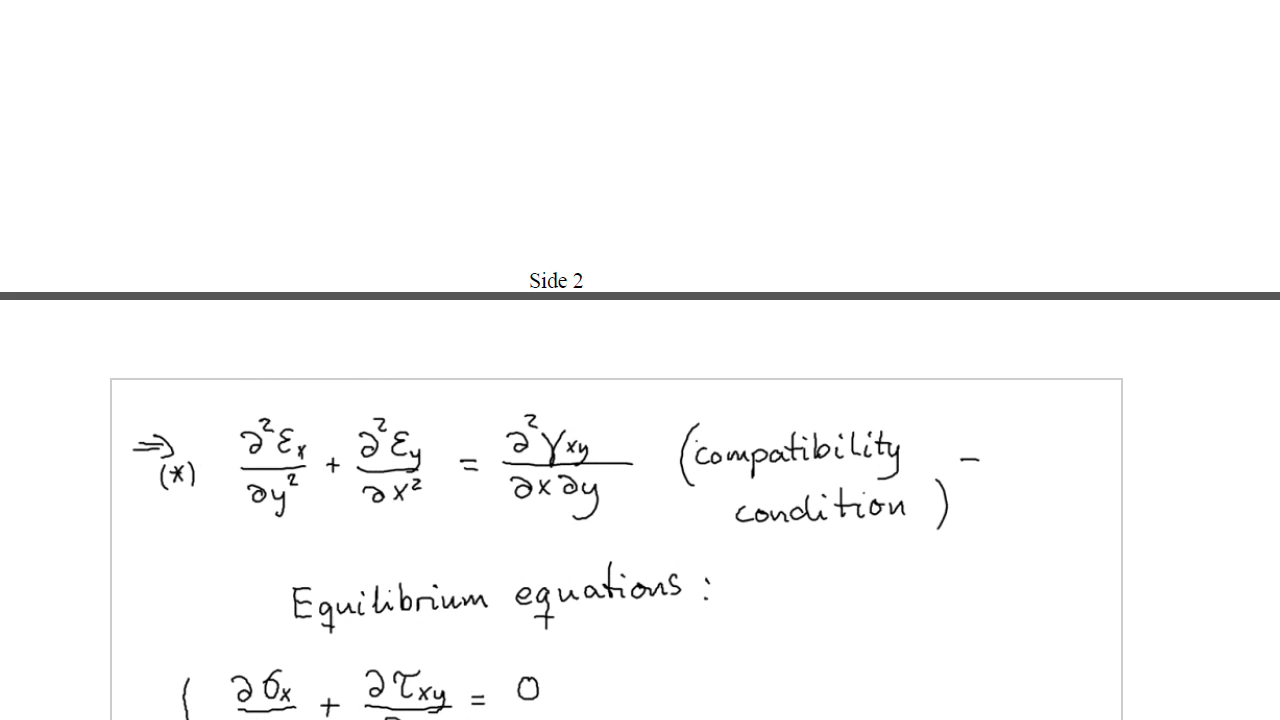 Side 2
⇒(*) ∂²εx/∂y² + ∂²εy/∂x² = ∂²γxy/∂x∂y (compatibility –
condition)
Equilibrium equations:
{ ∂σx + ∂τxy = 0